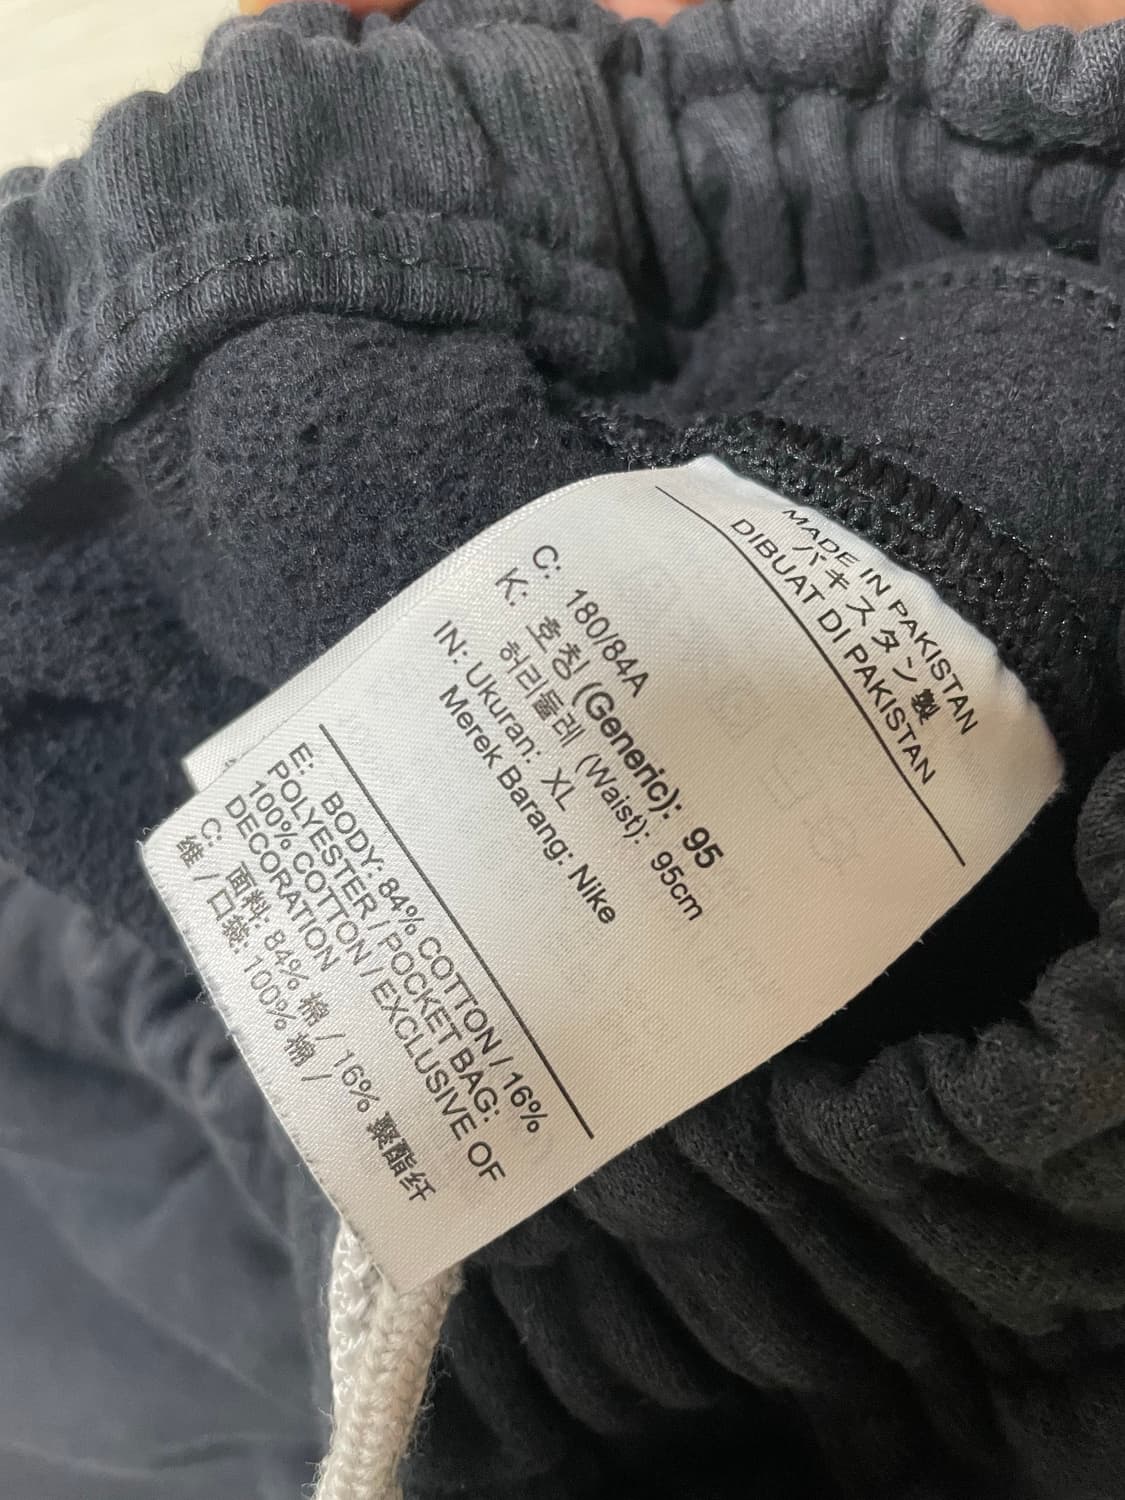 MADE IN PAKISTAN
パキスタン製
DIBUAT DI PAKISTAN
C: 180/84A
K: 호칭 (Generic): 95
허리둘레 (Waist): 95cm
IN: Ukuran: XL
Merek Barang: Nike
E: BODY: 84% COTTON / 16%
POLYESTER / POCKET BAG:
100% COTTON / EXCLUSIVE OF
DECORATION
C: 面料: 84% 棉 / 16% 聚酯纤
维 / 口袋: 100% 棉 /